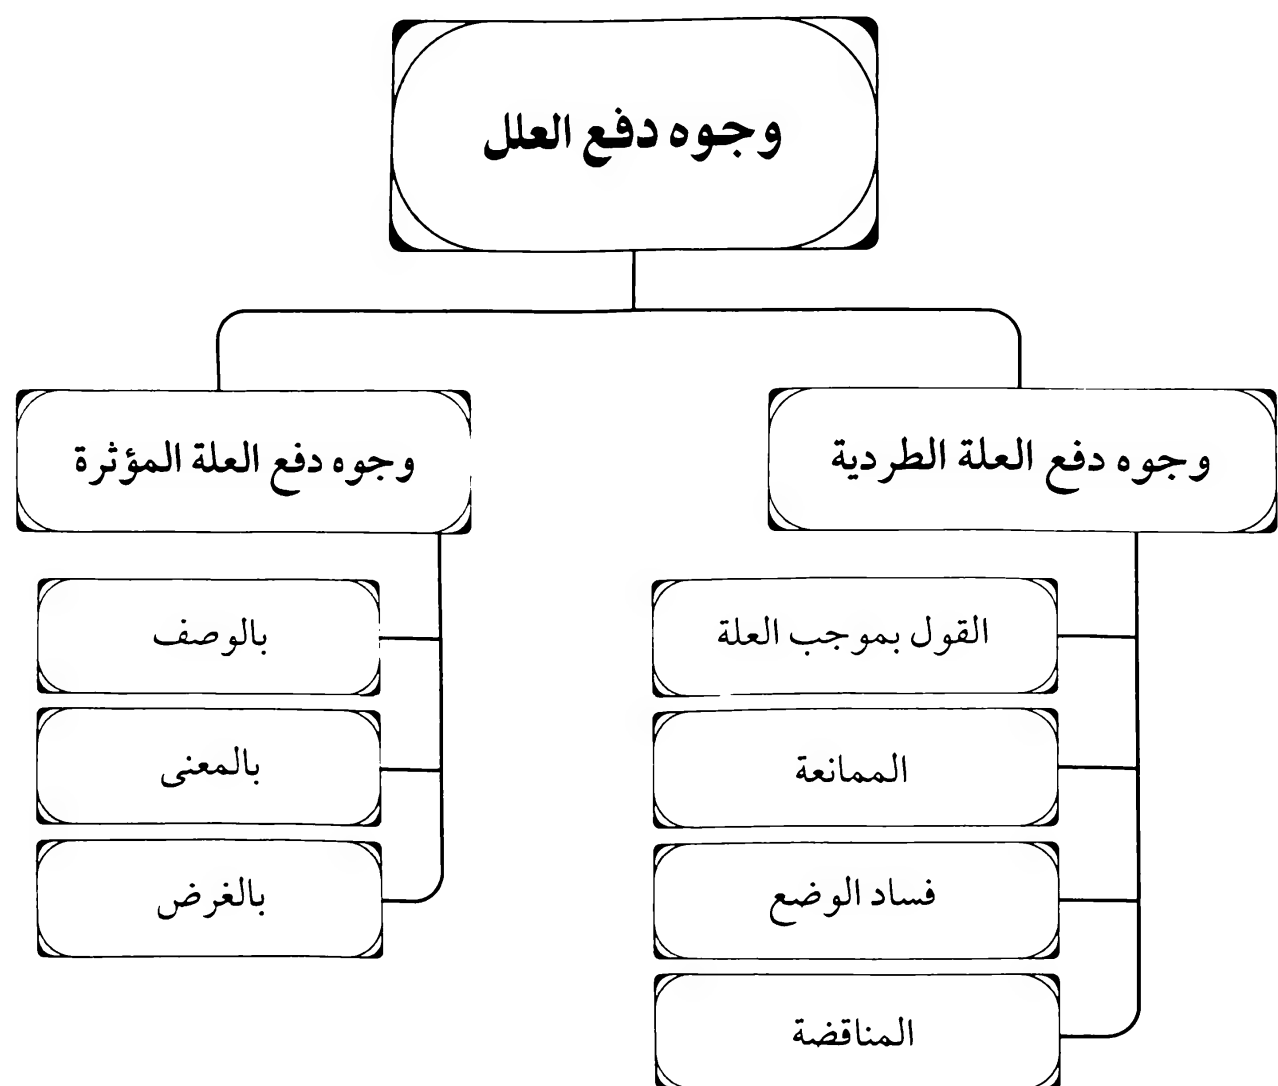 وجوه دفع العلل
وجوه دفع العلة الطردية
القول بموجب العلة
الممانعة
فساد الوضع
المناقضة
وجوه دفع العلة المؤثرة
بالوصف
بالمعنى
بالغرض